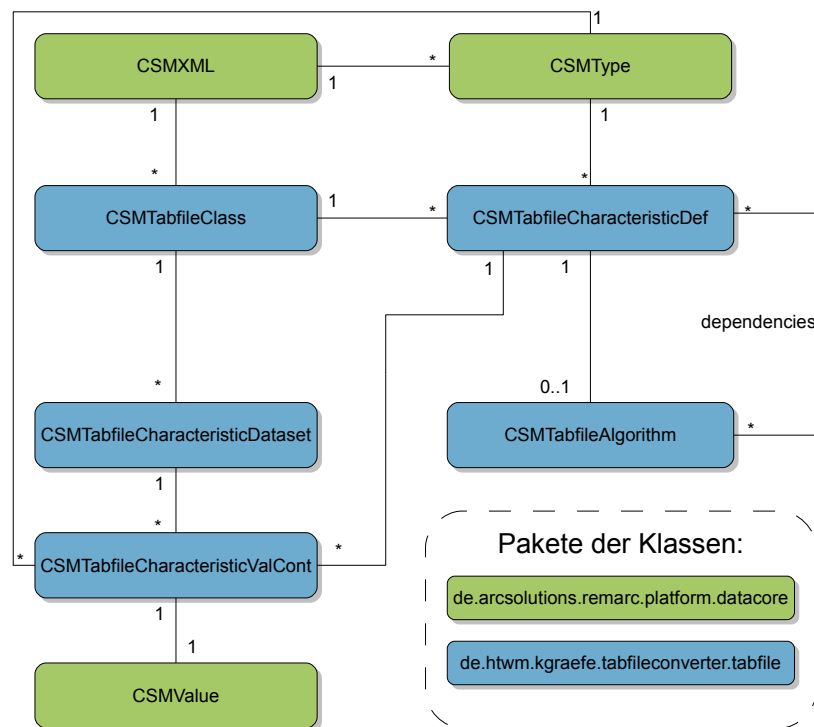 1
CSMXML
1
*
CSMType
1
1
*
*
CSMTabfileClass
1
*
CSMTabfileCharacteristicDef
*
1
1
1
dependencies
*
0..1
CSMTabfileCharacteristicDataset
CSMTabfileAlgorithm
*
1
*
*
CSMTabfileCharacteristicValCont
*
1
1
CSMValue
Pakete der Klassen:
de.arcsolutions.remarc.platform.datacore
de.htwm.kgraefe.tabfileconverter.tabfile